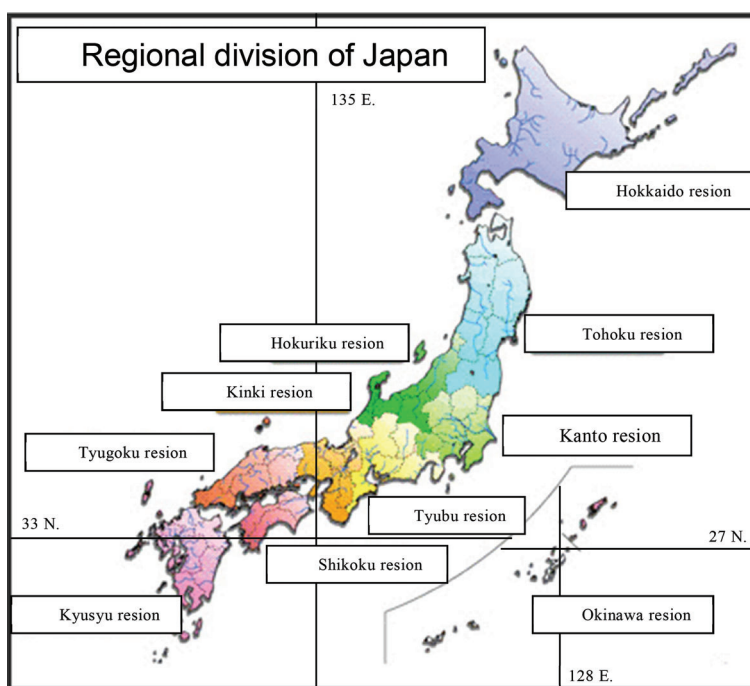 Regional division of Japan
135 E.
Hokkaido resion
Hokuriku resion
Tohoku resion
Kinki resion
Kanto resion
Tyugoku resion
Tyubu resion
33 N.
27 N.
Shikoku resion
Kyusyu resion
Okinawa resion
128 E.